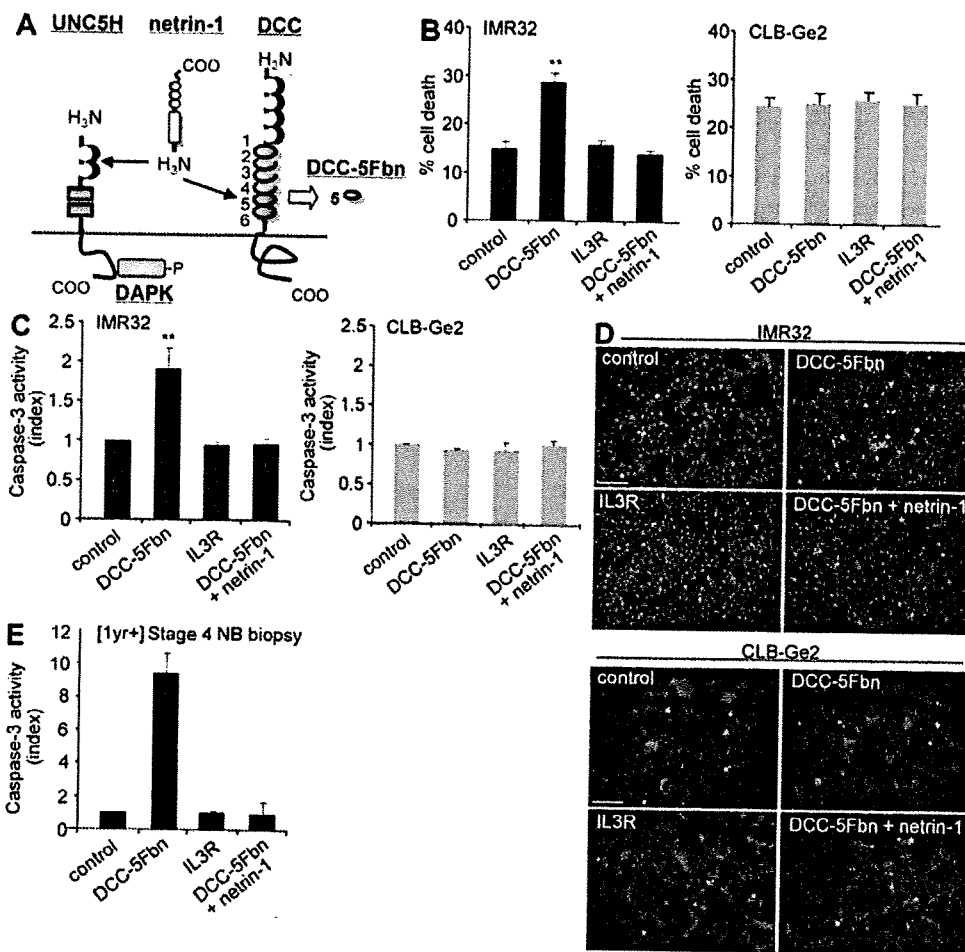 A
UNC5H
netrin-1
DCC
COO
H₂N
H₃N
H₃N
1
2
3
4
5
6
DCC-5Fbn
5
COO
P
DAPK
COO
B
IMR32
% cell death
40
30
20
10
0
**
control
DCC-5Fbn
IL3R
DCC-5Fbn
+ netrin-1
CLB-Ge2
% cell death
40
30
20
10
0
control
DCC-5Fbn
IL3R
DCC-5Fbn
+ netrin-1
C
IMR32
Caspase-3 activity
(index)
2.5
2
1.5
1
0.5
0
**
control
DCC-5Fbn
IL3R
DCC-5Fbn
+ netrin-1
CLB-Ge2
Caspase-3 activity
(index)
2.5
2
1.5
1
0.5
0
control
DCC-5Fbn
IL3R
DCC-5Fbn
+ netrin-1
D
IMR32
control
DCC-5Fbn
IL3R
DCC-5Fbn + netrin-1
CLB-Ge2
control
DCC-5Fbn
IL3R
DCC-5Fbn + netrin-1
E
[1yr+] Stage 4 NB biopsy
Caspase-3 activity
(index)
12
10
8
6
4
2
0
control
DCC-5Fbn
IL3R
DCC-5Fbn
+ netrin-1